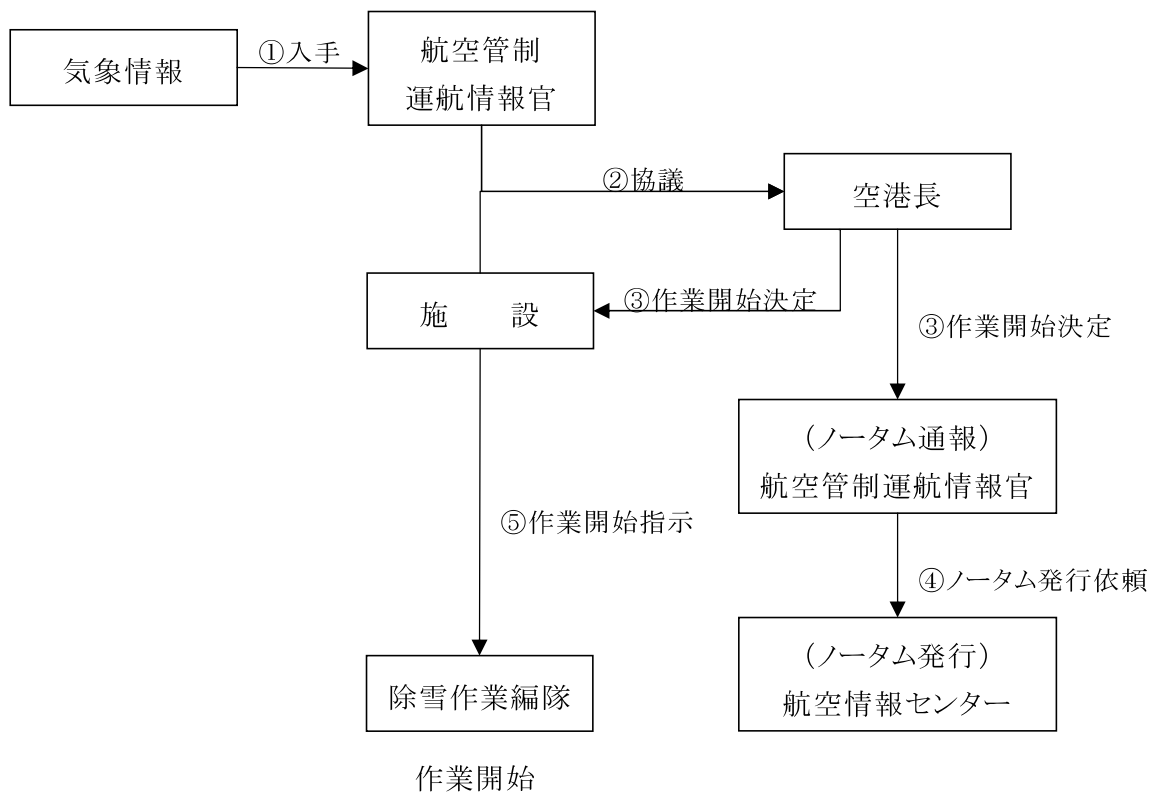 気象情報
①入手
航空管制
運航情報官
②協議
空港長
施　　設
③作業開始決定
③作業開始決定
（ノータム通報）
航空管制運航情報官
⑤作業開始指示
④ノータム発行依頼
（ノータム発行）
航空情報センター
除雪作業編隊
作業開始